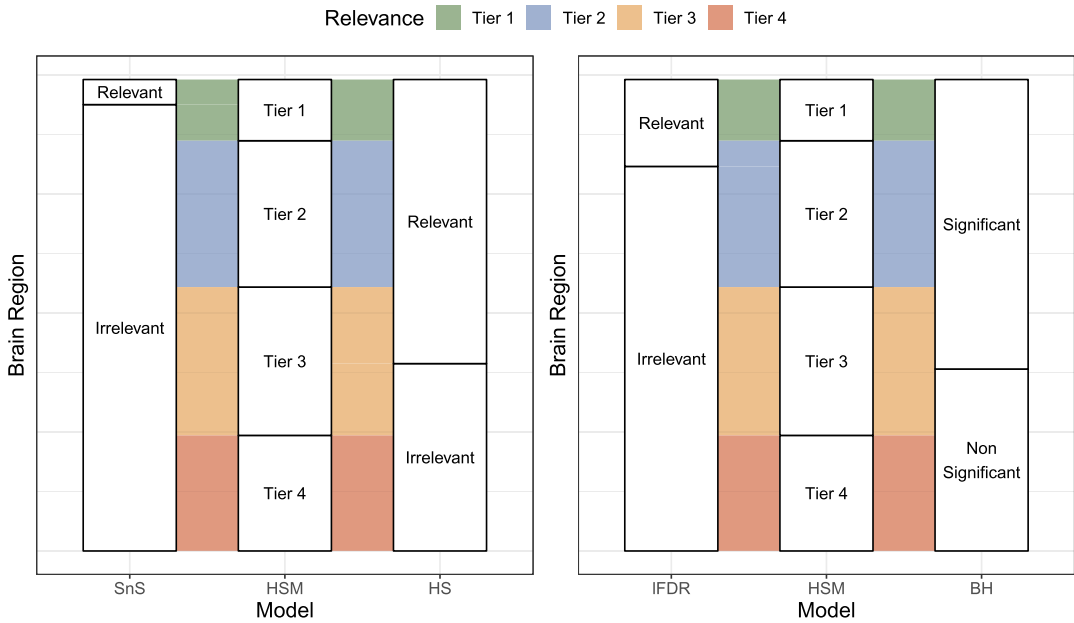 Relevance Tier 1 Tier 2 Tier 3 Tier 4
Brain Region
Relevant
Irrelevant
Tier 1
Tier 2
Tier 3
Tier 4
Relevant
Irrelevant
SnS HSM HS
Model
Brain Region
Relevant
Irrelevant
Tier 1
Tier 2
Tier 3
Tier 4
Significant
Non
Significant
lFDR HSM BH
Model